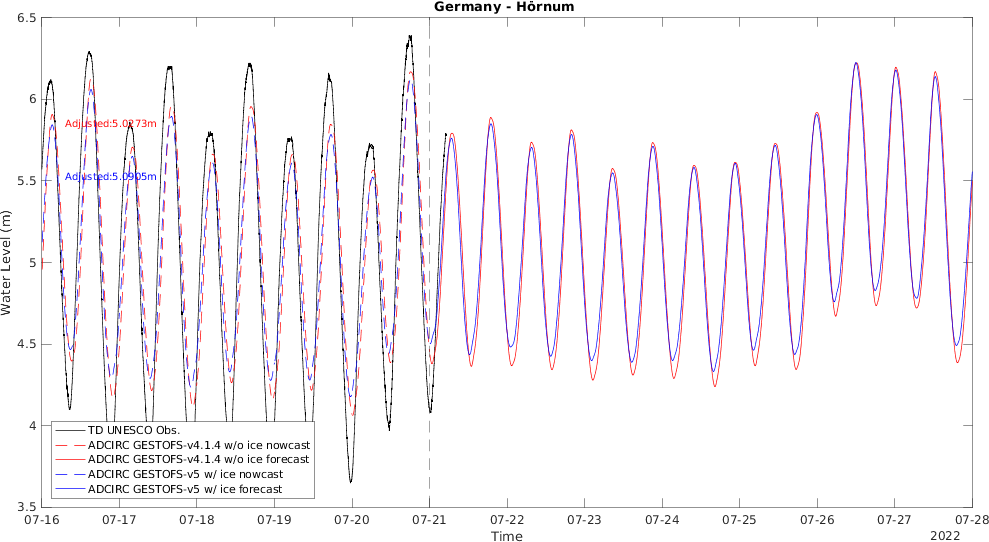 Germany - Hörnum
6.5
6
5.5
5
4.5
4
3.5
Water Level (m)
Adjusted:5.0273m
Adjusted:5.0905m
TD UNESCO Obs.
ADCIRC GESTOFS-v4.1.4 w/o ice nowcast
ADCIRC GESTOFS-v4.1.4 w/o ice forecast
ADCIRC GESTOFS-v5 w/ ice nowcast
ADCIRC GESTOFS-v5 w/ ice forecast
07-16 07-17 07-18 07-19 07-20 07-21 07-22 07-23 07-24 07-25 07-26 07-27 07-28
Time
2022